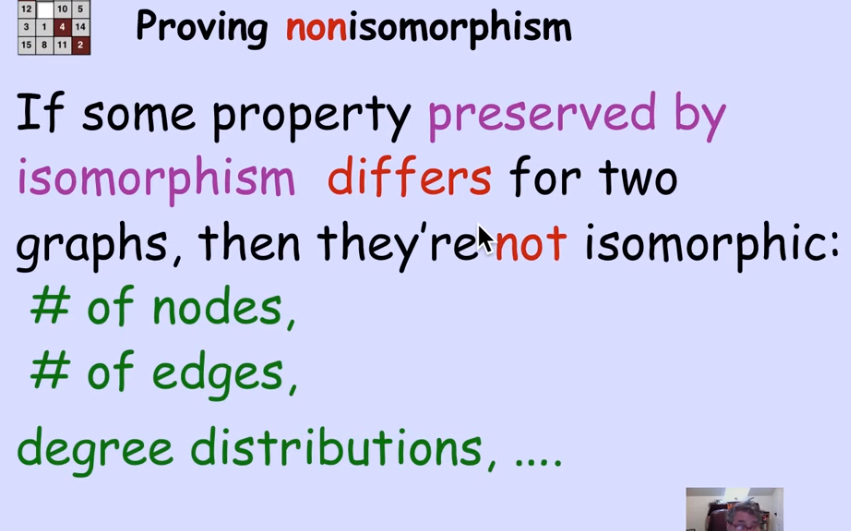 12 10 5
3 1 4 14
15 8 11 2
Proving nonisomorphism
If some property preserved by
isomorphism differs for two
graphs, then they're not isomorphic:
# of nodes,
# of edges,
degree distributions, ....